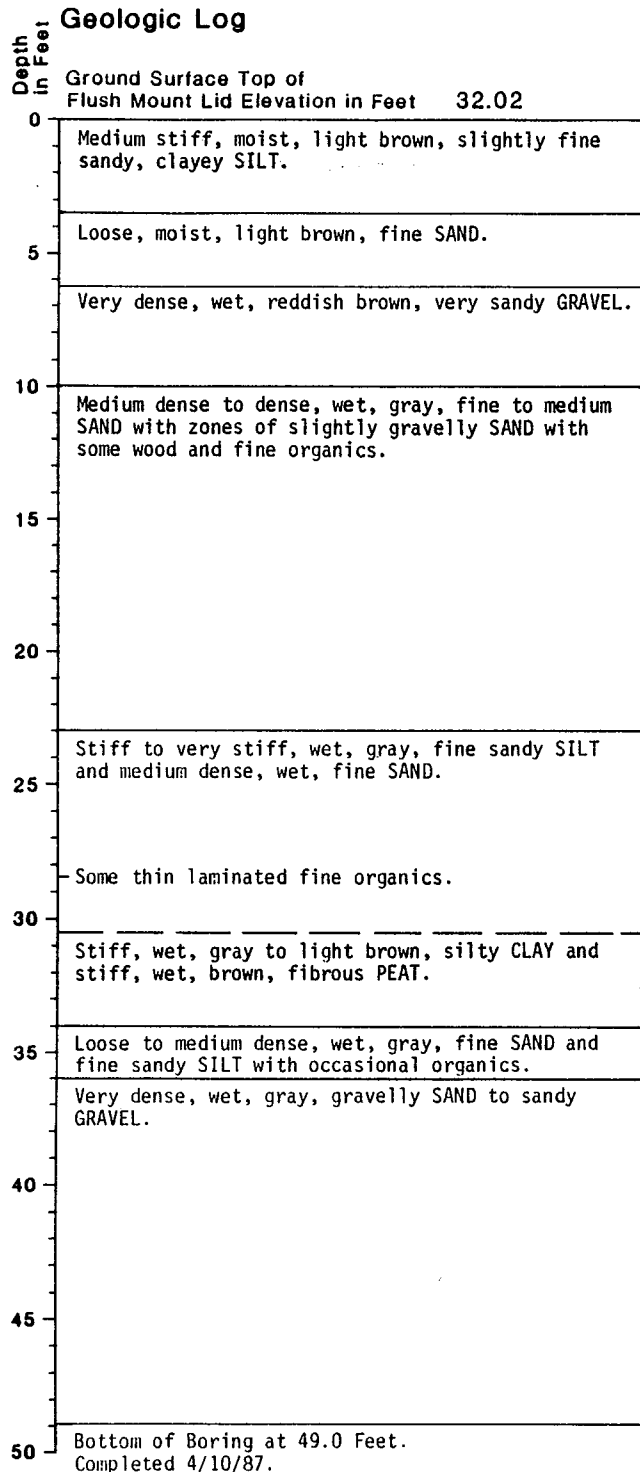 Geologic Log
Depth
in Feet
Ground Surface Top of
Flush Mount Lid Elevation in Feet 32.02
0
Medium stiff, moist, light brown, slightly fine
sandy, clayey SILT.
Loose, moist, light brown, fine SAND.
5
Very dense, wet, reddish brown, very sandy GRAVEL.
10
Medium dense to dense, wet, gray, fine to medium
SAND with zones of slightly gravelly SAND with
some wood and fine organics.
15
20
Stiff to very stiff, wet, gray, fine sandy SILT
and medium dense, wet, fine SAND.
25
Some thin laminated fine organics.
30
Stiff, wet, gray to light brown, silty CLAY and
stiff, wet, brown, fibrous PEAT.
Loose to medium dense, wet, gray, fine SAND and
35
fine sandy SILT with occasional organics.
Very dense, wet, gray, gravelly SAND to sandy
GRAVEL.
40
45
50
Bottom of Boring at 49.0 Feet.
Completed 4/10/87.